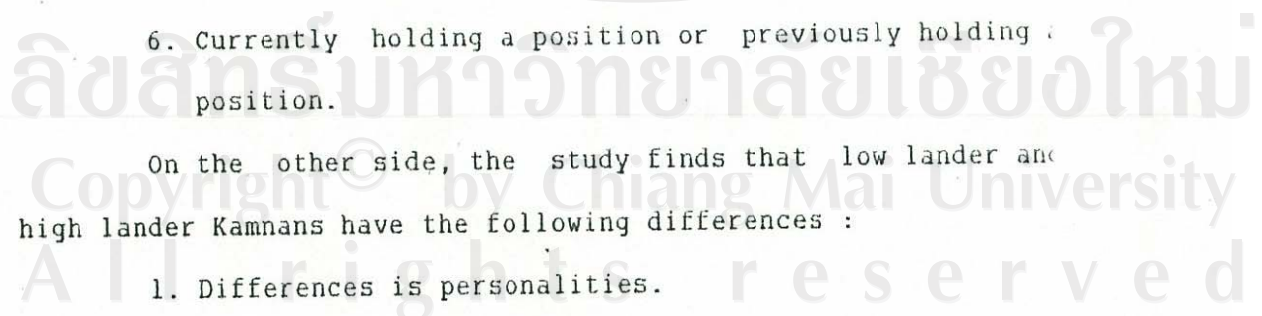 6. Currently holding a position or previously holding
ลิขสิทธิ์มหาวิทยาลัยเชียงใหม่
position.
On the other side, the study finds that low lander and
Copyright© by Chiang Mai University
high lander Kamnans have the following differences :
All rights reserved
1. Differences is personalities.